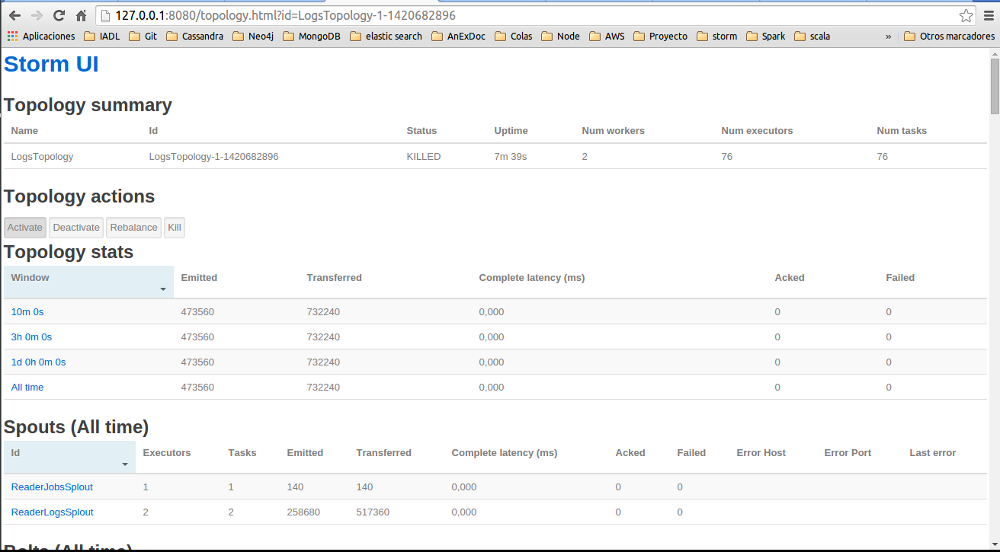 127.0.0.1:8080/topology.html?id=LogsTopology-1-1420682896
Aplicaciones IADL Git Cassandra Neo4j MongoDB elastic search AnExDoc Colas Node AWS Proyecto storm Spark scala » Otros marcadores
Storm UI
Topology summary
Name Id Status Uptime Num workers Num executors Num tasks
LogsTopology LogsTopology-1-1420682896 KILLED 7m 39s 2 76 76
Topology actions
Activate Deactivate Rebalance Kill
Topology stats
Window Emitted Transferred Complete latency (ms) Acked Failed
10m 0s 473560 732240 0,000 0 0
3h 0m 0s 473560 732240 0,000 0 0
1d 0h 0m 0s 473560 732240 0,000 0 0
All time 473560 732240 0,000 0 0
Spouts (All time)
Id Executors Tasks Emitted Transferred Complete latency (ms) Acked Failed Error Host Error Port Last error
ReaderJobsSplout 1 1 140 140 0,000 0 0
ReaderLogsSplout 2 2 258680 517360 0,000 0 0
Bolts (All time)